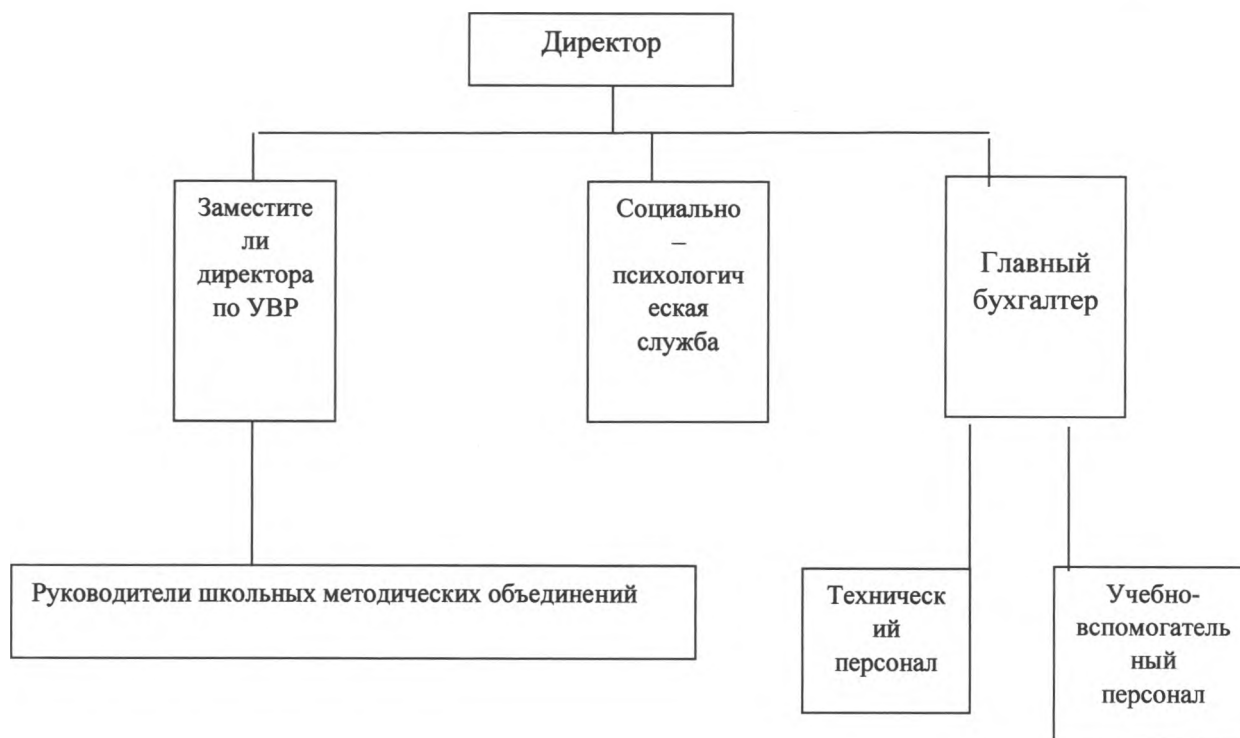 Директор
Заместите
ли
директора
по УВР
Социально
–
психологич
еская
служба
Главный
бухгалтер
Руководители школьных методических объединений
Техническ
ий
персонал
Учебно-
вспомогатель
ный
персонал